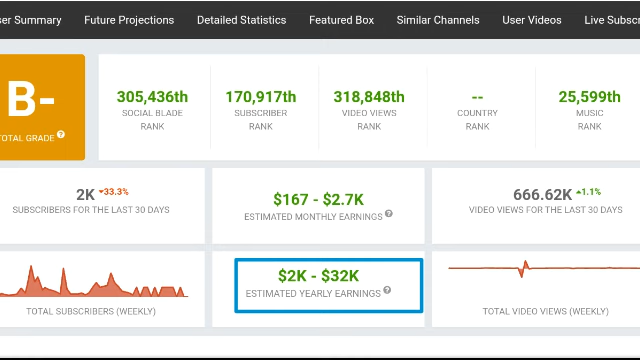 User Summary Future Projections Detailed Statistics Featured Box Similar Channels User Videos Live Subsc
B-
TOTAL GRADE ?
305,436th 170,917th 318,848th -- 25,599th
SOCIAL BLADE SUBSCRIBER VIDEO VIEWS COUNTRY MUSIC
RANK RANK RANK RANK RANK
2K -33.3% $167 - $2.7K 666.62K 1.1%
SUBSCRIBERS FOR THE LAST 30 DAYS ESTIMATED MONTHLY EARNINGS ? VIDEO VIEWS FOR THE LAST 30 DAYS
$2K - $32K
ESTIMATED YEARLY EARNINGS ?
TOTAL SUBSCRIBERS (WEEKLY) TOTAL VIDEO VIEWS (WEEKLY)